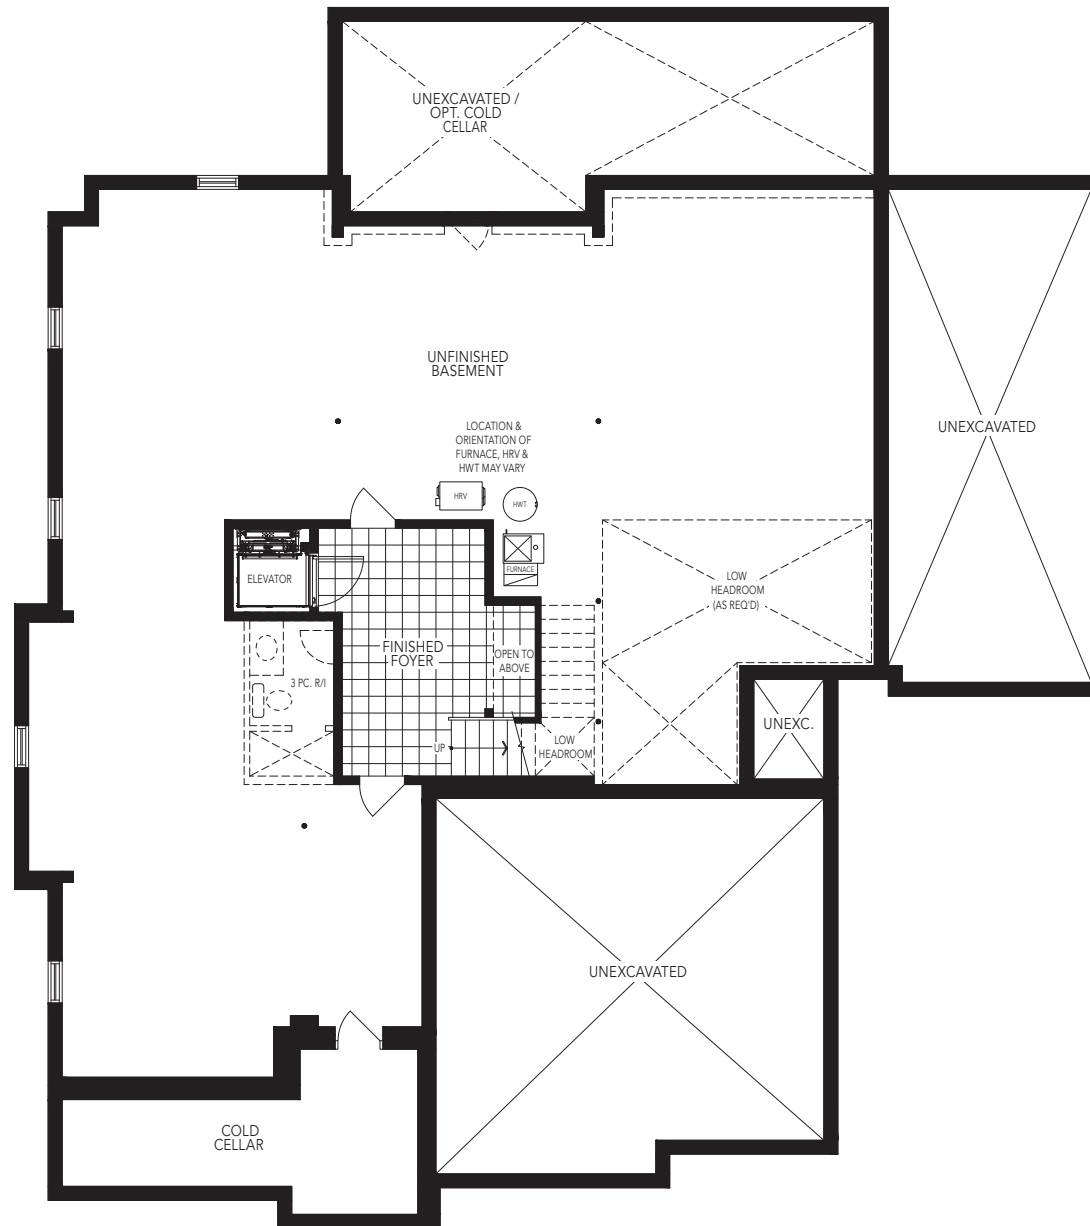 UNEXCAVATED /
OPT. COLD
CELLAR
UNFINISHED
BASEMENT
UNEXCAVATED
LOCATION &
ORIENTATION OF
FURNACE, HRV &
HWT MAY VARY
HRV
HWT
FURNACE
ELEVATOR
LOW
HEADROOM
(AS REQ'D)
FINISHED
FOYER
OPEN TO
ABOVE
3 PC. R/I
UNEXC.
UP
LOW
HEADROOM
UNEXCAVATED
COLD
CELLAR